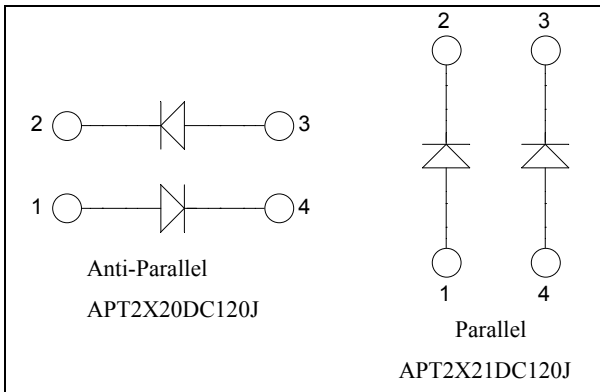 2 3
1 4
Anti-Parallel
APT2X20DC120J
2 3
1 4
Parallel
APT2X21DC120J